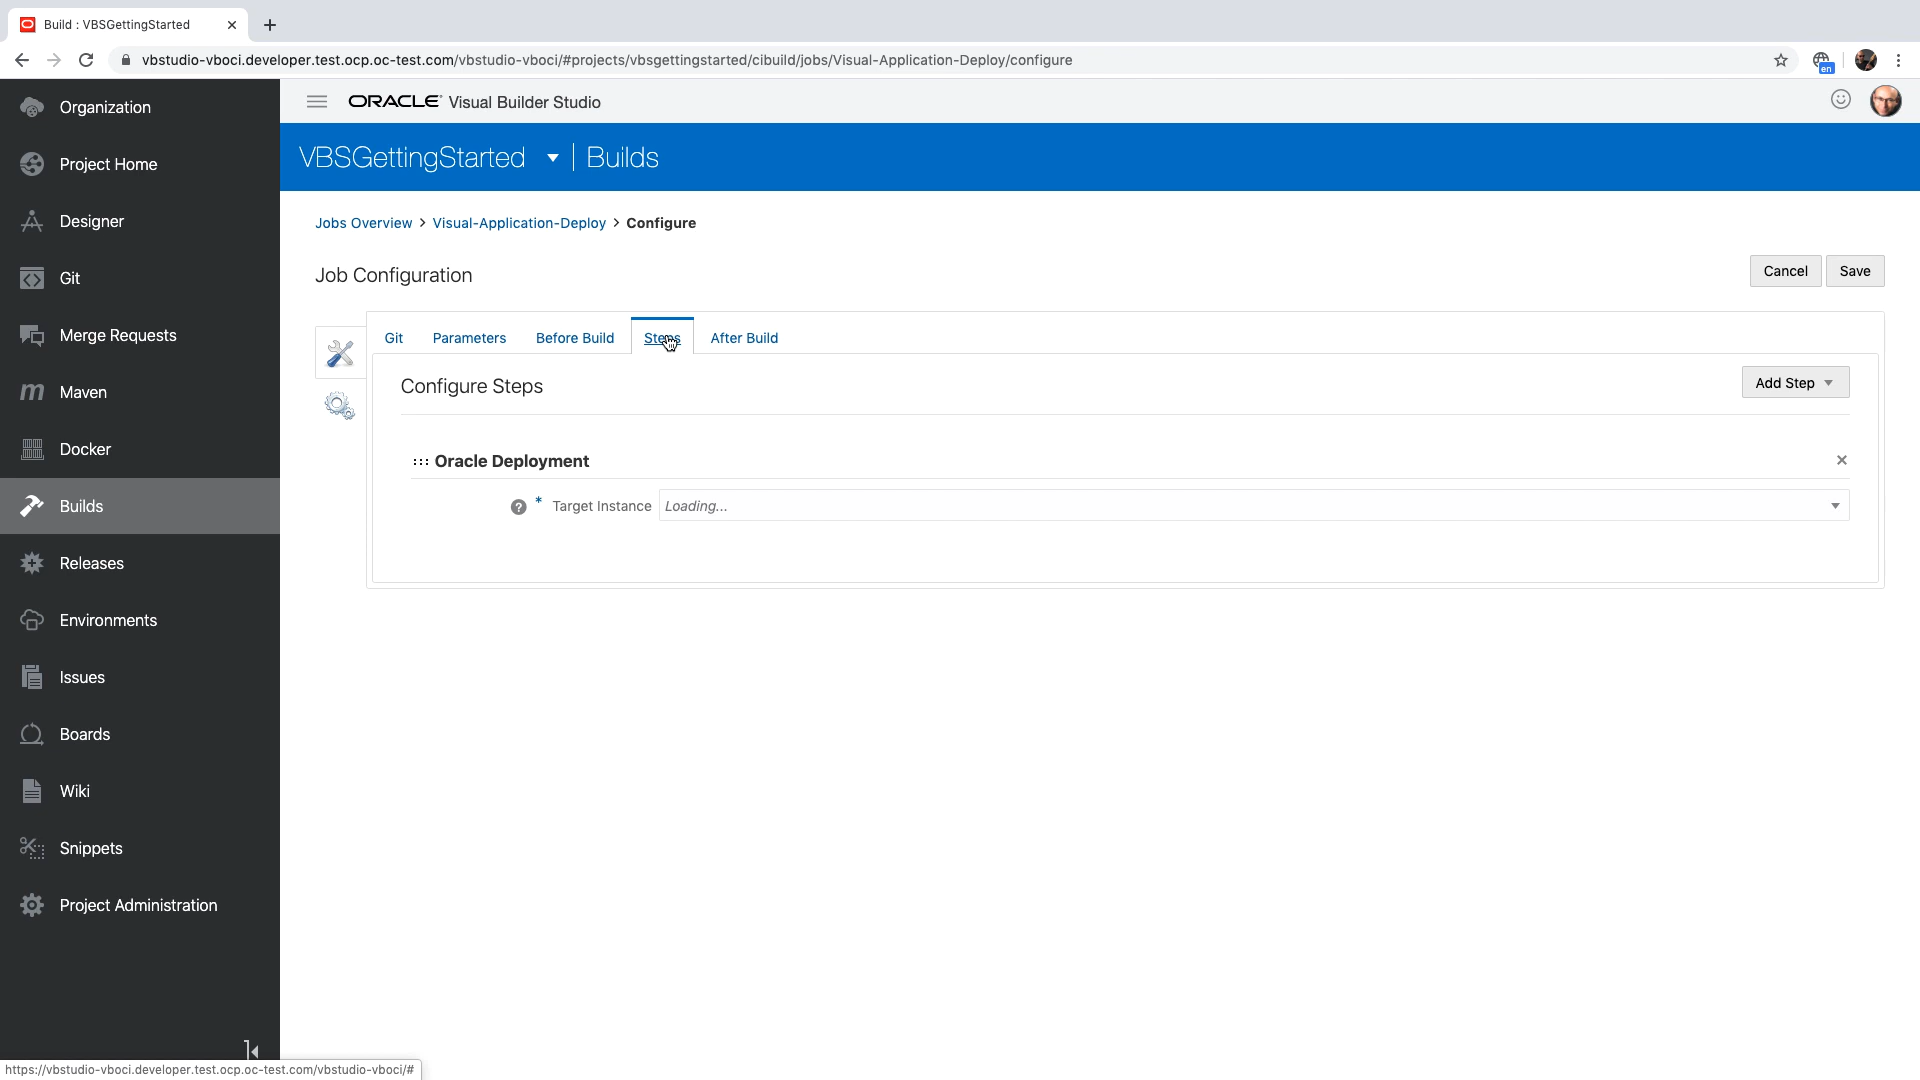 Build : VBSGettingStarted
vbstudio-vboci.developer.test.ocp.oc-test.com/vbstudio-vboci/#projects/vbsgettingstarted/cibuild/jobs/Visual-Application-Deploy/configure
en
Organization
Project Home
Designer
Git
Merge Requests
Maven
Docker
Builds
Releases
Environments
Issues
Boards
Wiki
Snippets
Project Administration
ORACLE Visual Builder Studio
VBSGettingStarted Builds
Jobs Overview > Visual-Application-Deploy > Configure
Job Configuration
Cancel Save
Git Parameters Before Build Steps After Build
Configure Steps
Add Step
Oracle Deployment
? * Target Instance Loading...
https://vbstudio-vboci.developer.test.ocp.oc-test.com/vbstudio-vboci/#